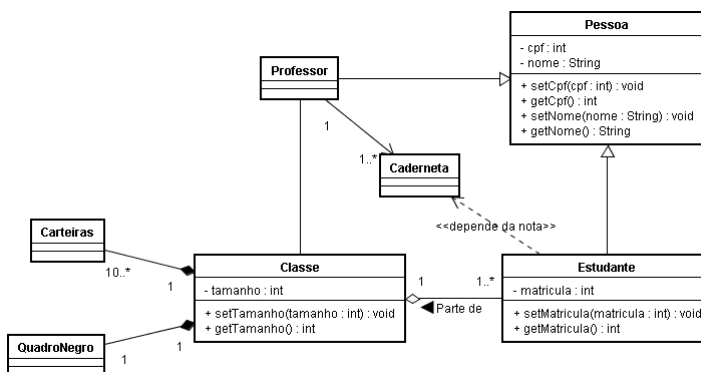 Pessoa
- cpf : int
- nome : String
+ setCpf(cpf : int) : void
+ getCpf() : int
+ setNome(nome : String) : void
+ getNome() : String
Professor
1
1..*
Caderneta
<<depende da nota>>
Carteiras
10..*
1
Classe
- tamanho : int
+ setTamanho(tamanho : int) : void
+ getTamanho() : int
1
1..*
Parte de
Estudante
- matricula : int
+ setMatricula(matricula : int) : void
+ getMatricula() : int
QuadroNegro
1
1